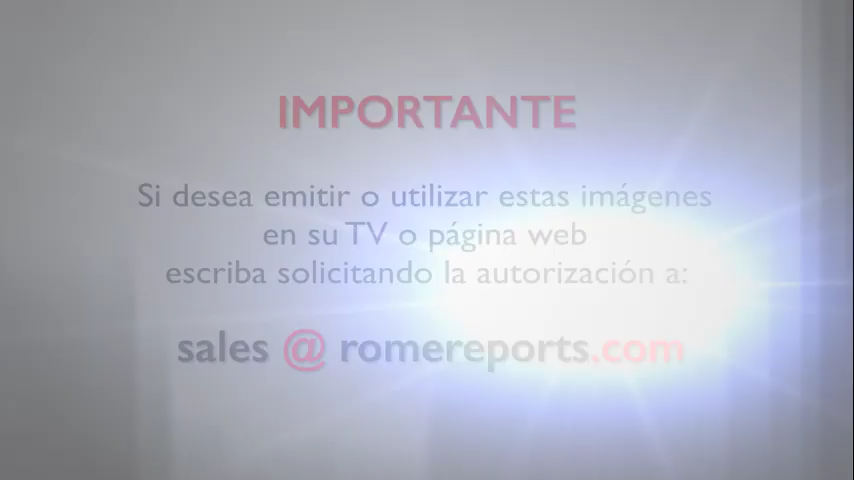 IMPORTANTE
Si desea emitir o utilizar estas imágenes
en su TV o página web
escriba solicitando la autorización a:
sales @ romereports.com